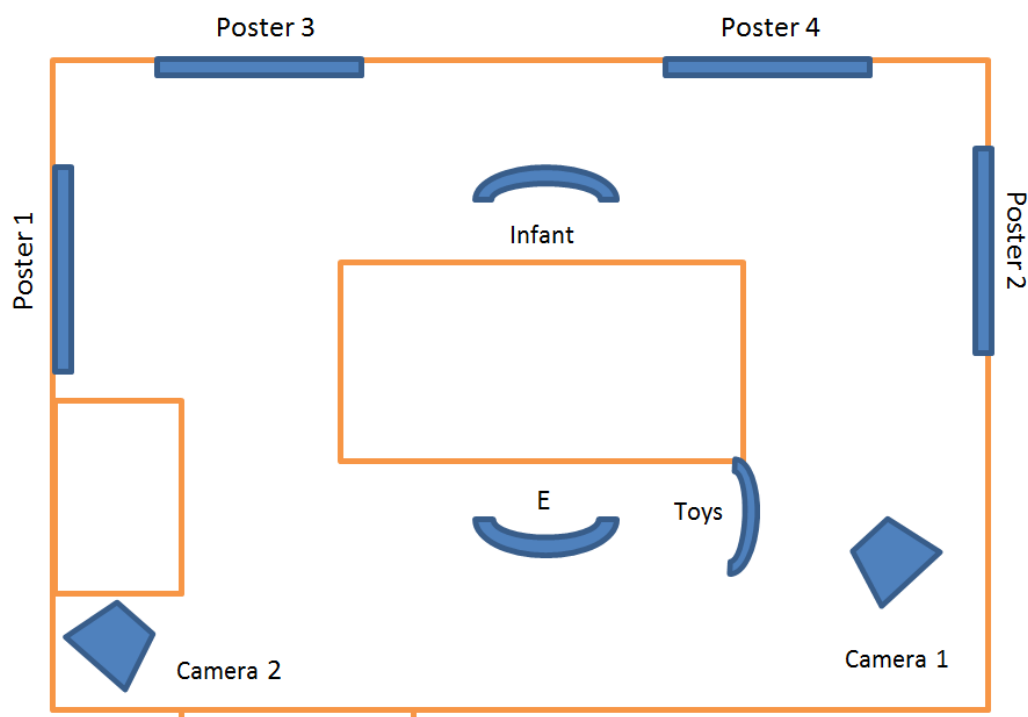 Poster 3
Poster 4
Poster 1
Poster 2
Infant
E
Toys
Camera 2
Camera 1